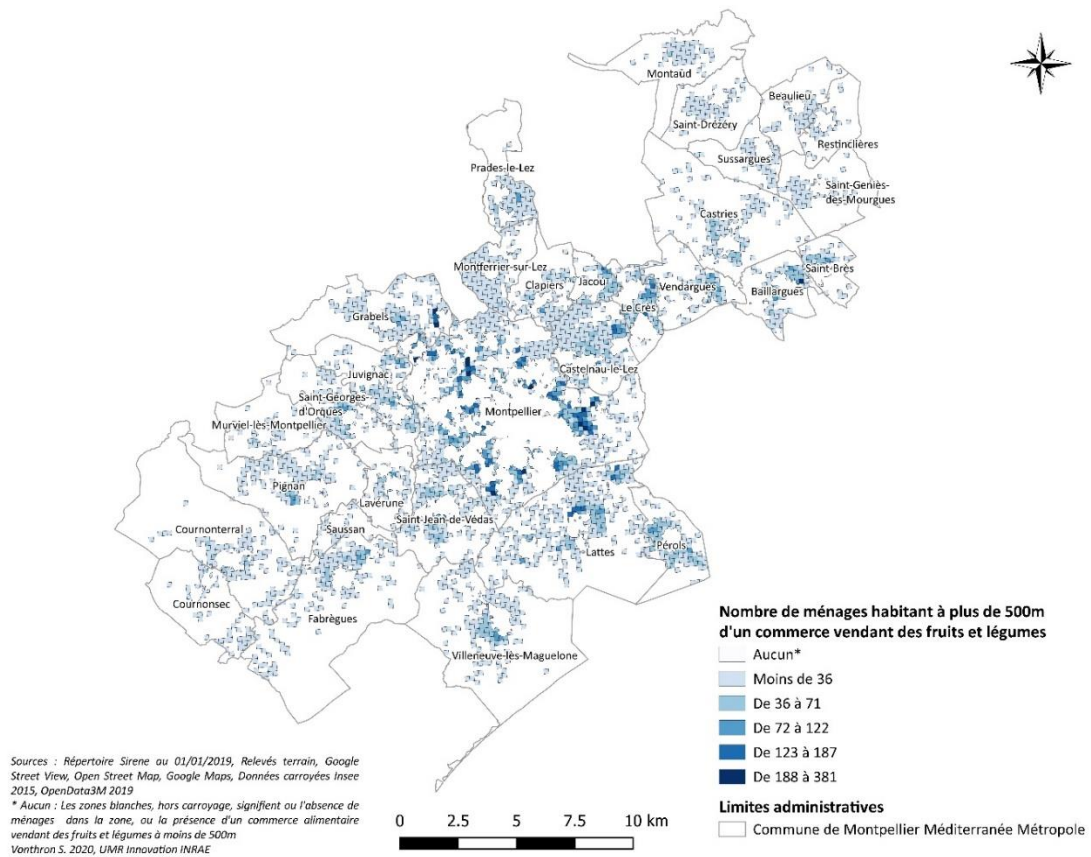 Montaud
Beaulieu
Saint-Drézéry
Restinclières
Sussargues
Prades-le-Lez
Saint-Geniès-
des-Mourgues
Castries
Montferrier-sur-Lez
Saint-Brès
Clapiers
Jacou
Vendargues
Baillargues
Le Crès
Grabels
Castelnau-le-Lez
Juvignac
Saint-Georges-
d'Orques
Montpellier
Murviel-lès-Montpellier
Pignan
Lavérune
Saint-Jean-de-Védas
Cournonterral
Saussan
Pérols
Lattes
Cournonsec
Fabrègues
Villeneuve-lès-Maguelone
Nombre de ménages habitant à plus de 500m
d'un commerce vendant des fruits et légumes
Aucun*
Moins de 36
De 36 à 71
De 72 à 122
De 123 à 187
De 188 à 381
Limites administratives
Commune de Montpellier Méditerranée Métropole
Sources : Répertoire Sirene au 01/01/2019, Relevés terrain, Google
Street View, Open Street Map, Google Maps, Données carroyées Insee
2015, OpenData3M 2019
* Aucun : Les zones blanches, hors carroyage, signifient ou l'absence de
ménages dans la zone, ou la présence d'un commerce alimentaire
vendant des fruits et légumes à moins de 500m
Vonthron S. 2020, UMR Innovation INRAE
0 2.5 5 7.5 10 km